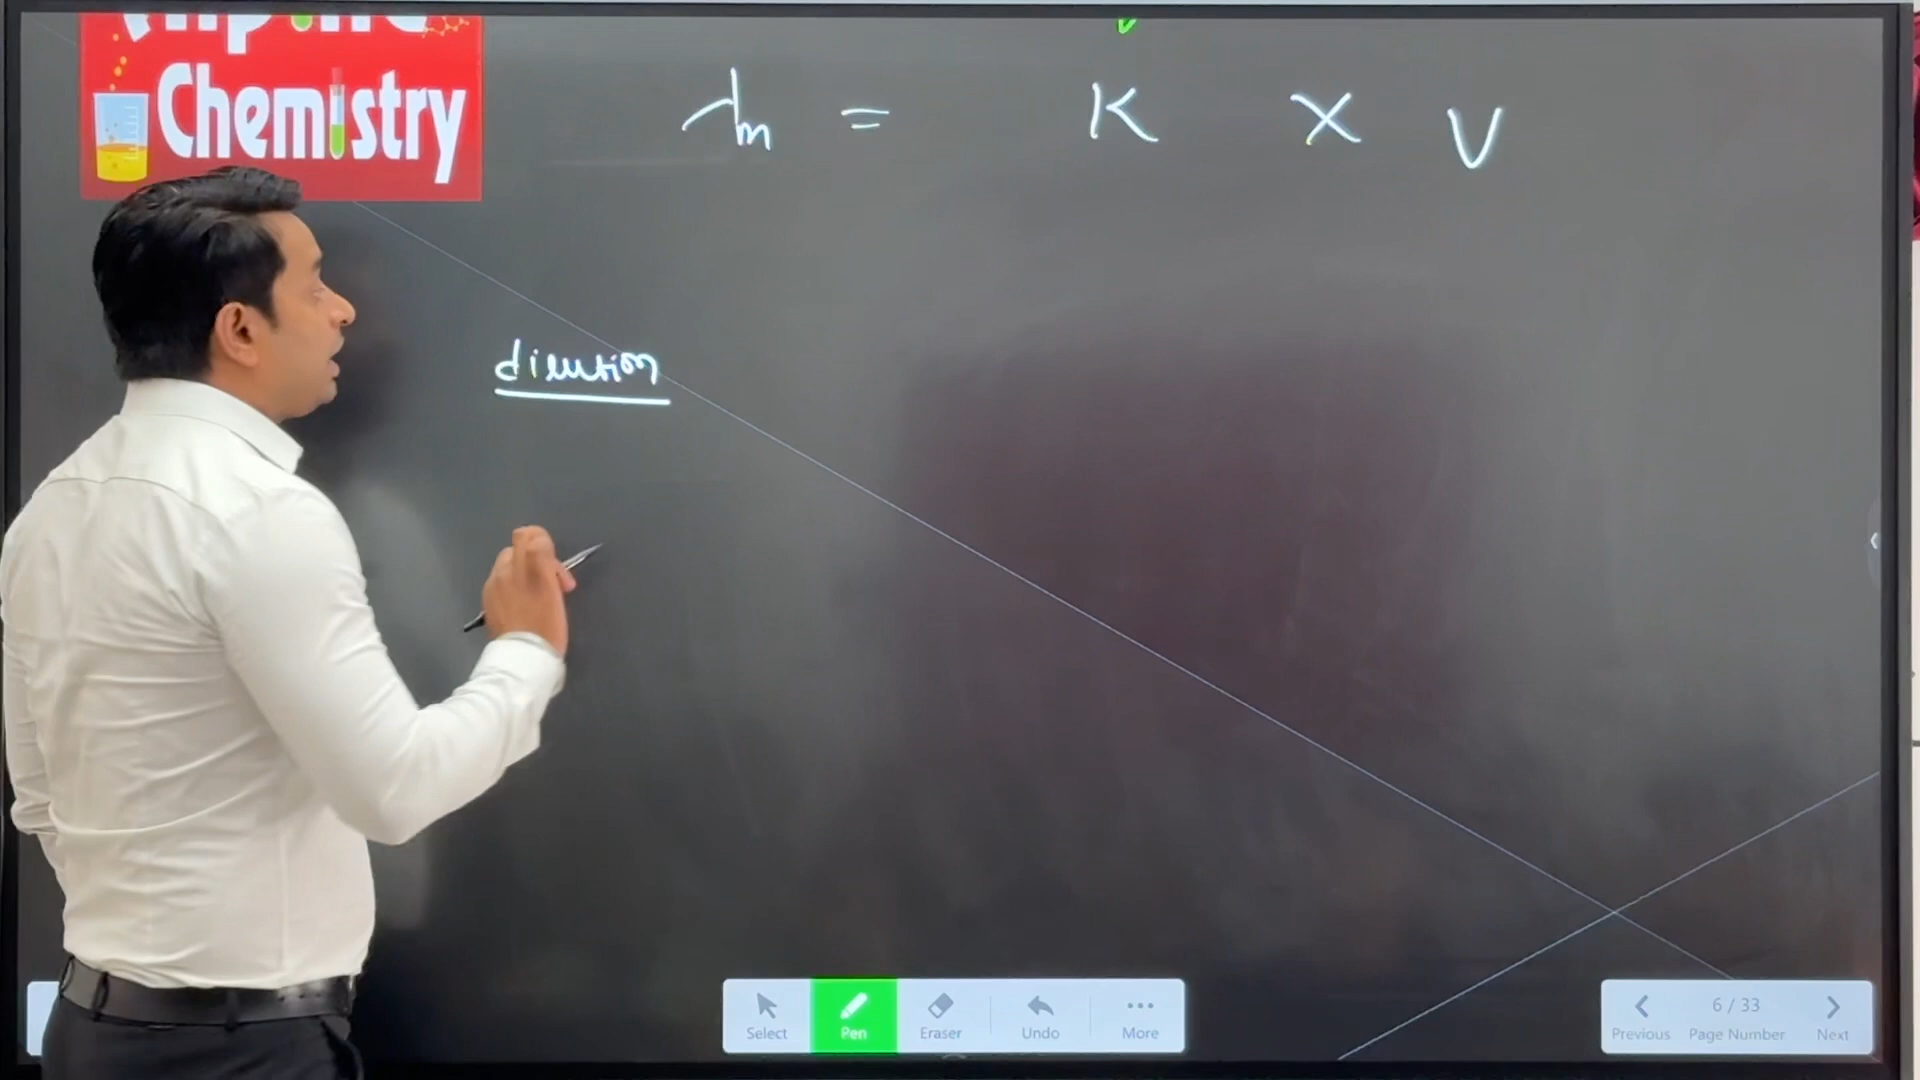 Chemistry
λm = K × V
dilution
Select Pen Eraser Undo More
6 / 33
Previous Page Number Next